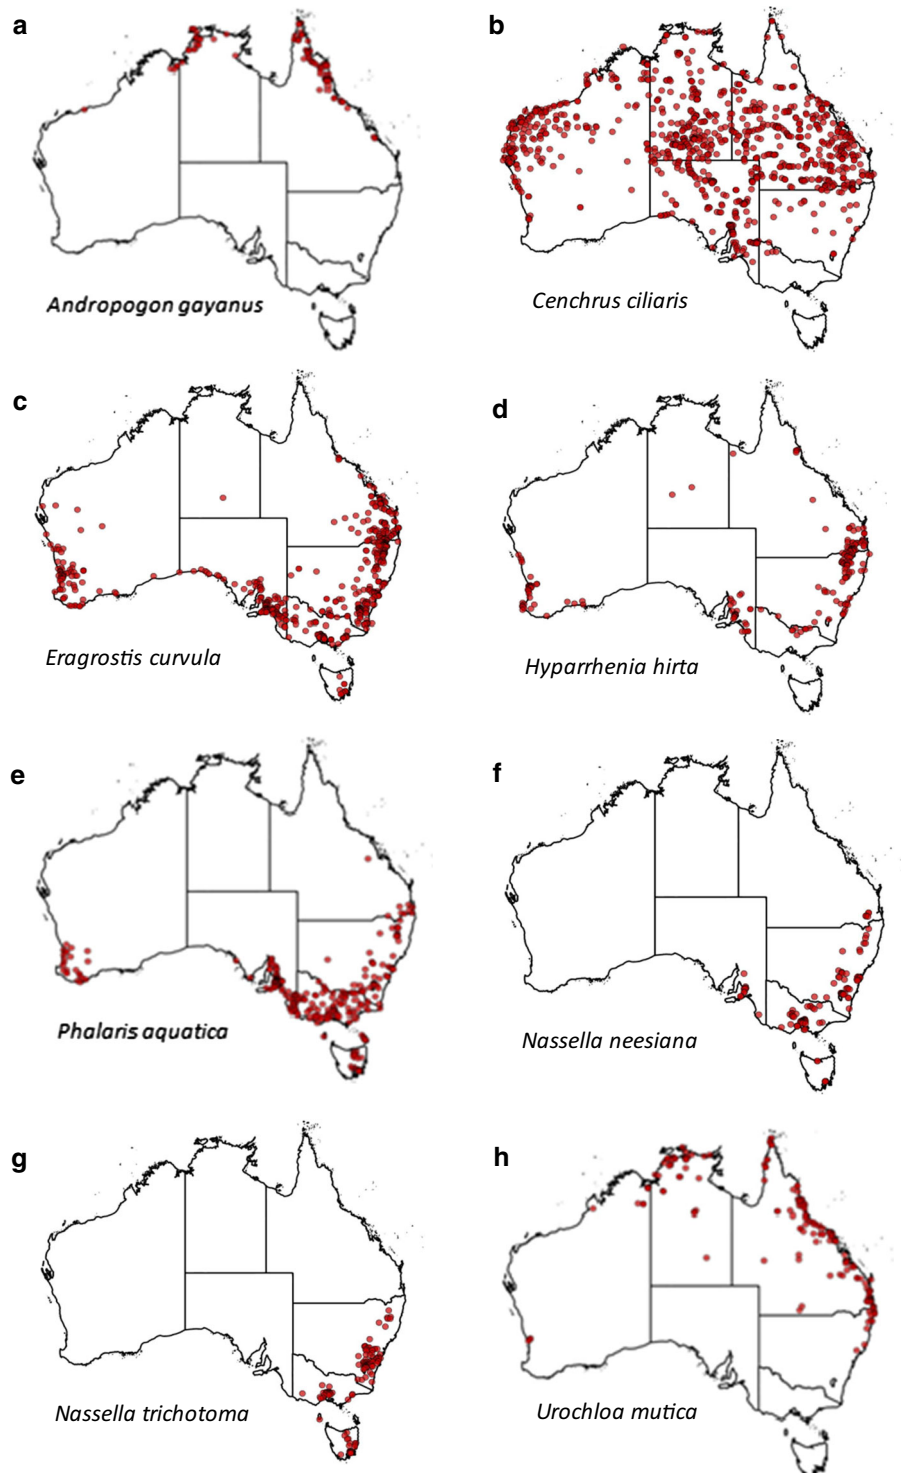 a
b
Andropogon gayanus
Cenchrus ciliaris
c
d
Eragrostis curvula
Hyparrhenia hirta
e
f
Phalaris aquatica
Nassella neesiana
g
h
Nassella trichotoma
Urochloa mutica